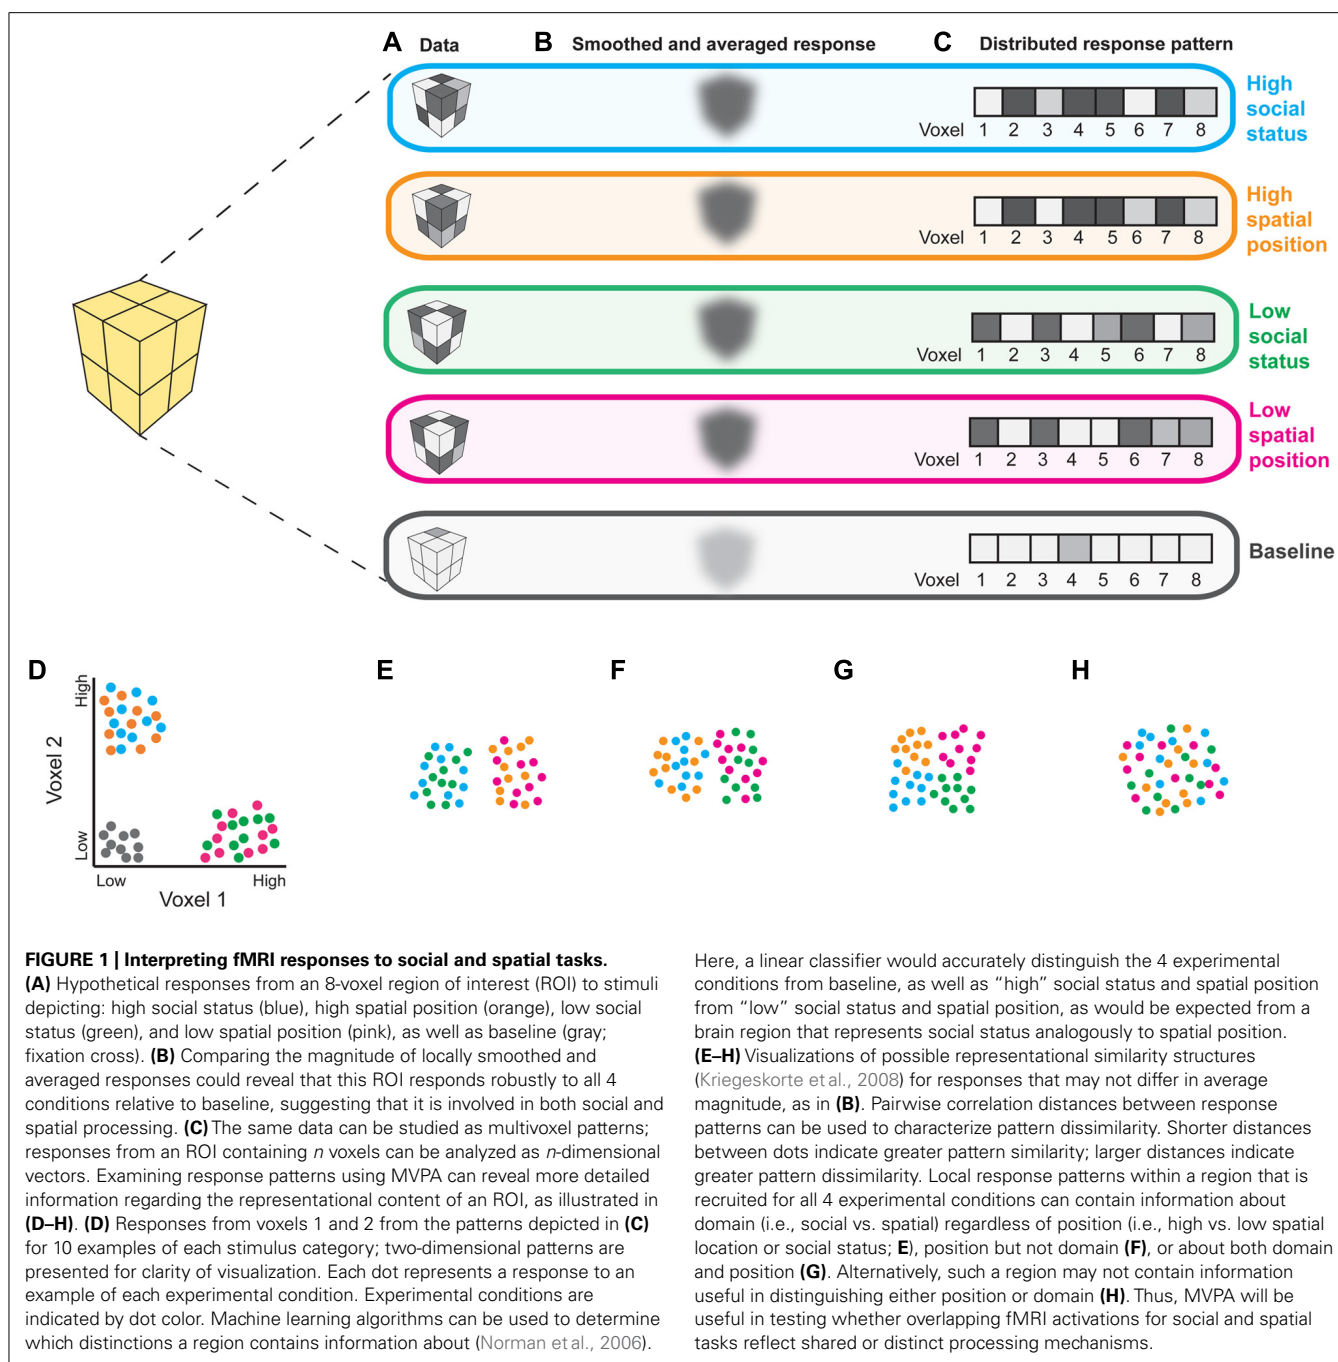 A Data B Smoothed and averaged response C Distributed response pattern
High
social
status
Voxel 1 2 3 4 5 6 7 8
High
spatial
position
Voxel 1 2 3 4 5 6 7 8
Low
social
status
Voxel 1 2 3 4 5 6 7 8
Low
spatial
position
Voxel 1 2 3 4 5 6 7 8
Baseline
Voxel 1 2 3 4 5 6 7 8
D E F G H
High
Voxel 2
Low
Low High
Voxel 1
FIGURE 1 | Interpreting fMRI responses to social and spatial tasks.
(A) Hypothetical responses from an 8-voxel region of interest (ROI) to stimuli
depicting: high social status (blue), high spatial position (orange), low social
status (green), and low spatial position (pink), as well as baseline (gray;
fixation cross). (B) Comparing the magnitude of locally smoothed and
averaged responses could reveal that this ROI responds robustly to all 4
conditions relative to baseline, suggesting that it is involved in both social and
spatial processing. (C) The same data can be studied as multivoxel patterns;
responses from an ROI containing n voxels can be analyzed as n-dimensional
vectors. Examining response patterns using MVPA can reveal more detailed
information regarding the representational content of an ROI, as illustrated in
(D–H). (D) Responses from voxels 1 and 2 from the patterns depicted in (C)
for 10 examples of each stimulus category; two-dimensional patterns are
presented for clarity of visualization. Each dot represents a response to an
example of each experimental condition. Experimental conditions are
indicated by dot color. Machine learning algorithms can be used to determine
which distinctions a region contains information about (Norman et al., 2006).
Here, a linear classifier would accurately distinguish the 4 experimental
conditions from baseline, as well as “high” social status and spatial position
from “low” social status and spatial position, as would be expected from a
brain region that represents social status analogously to spatial position.
(E–H) Visualizations of possible representational similarity structures
(Kriegeskorte et al., 2008) for responses that may not differ in average
magnitude, as in (B). Pairwise correlation distances between response
patterns can be used to characterize pattern dissimilarity. Shorter distances
between dots indicate greater pattern similarity; larger distances indicate
greater pattern dissimilarity. Local response patterns within a region that is
recruited for all 4 experimental conditions can contain information about
domain (i.e., social vs. spatial) regardless of position (i.e., high vs. low spatial
location or social status; E), position but not domain (F), or about both domain
and position (G). Alternatively, such a region may not contain information
useful in distinguishing either position or domain (H). Thus, MVPA will be
useful in testing whether overlapping fMRI activations for social and spatial
tasks reflect shared or distinct processing mechanisms.